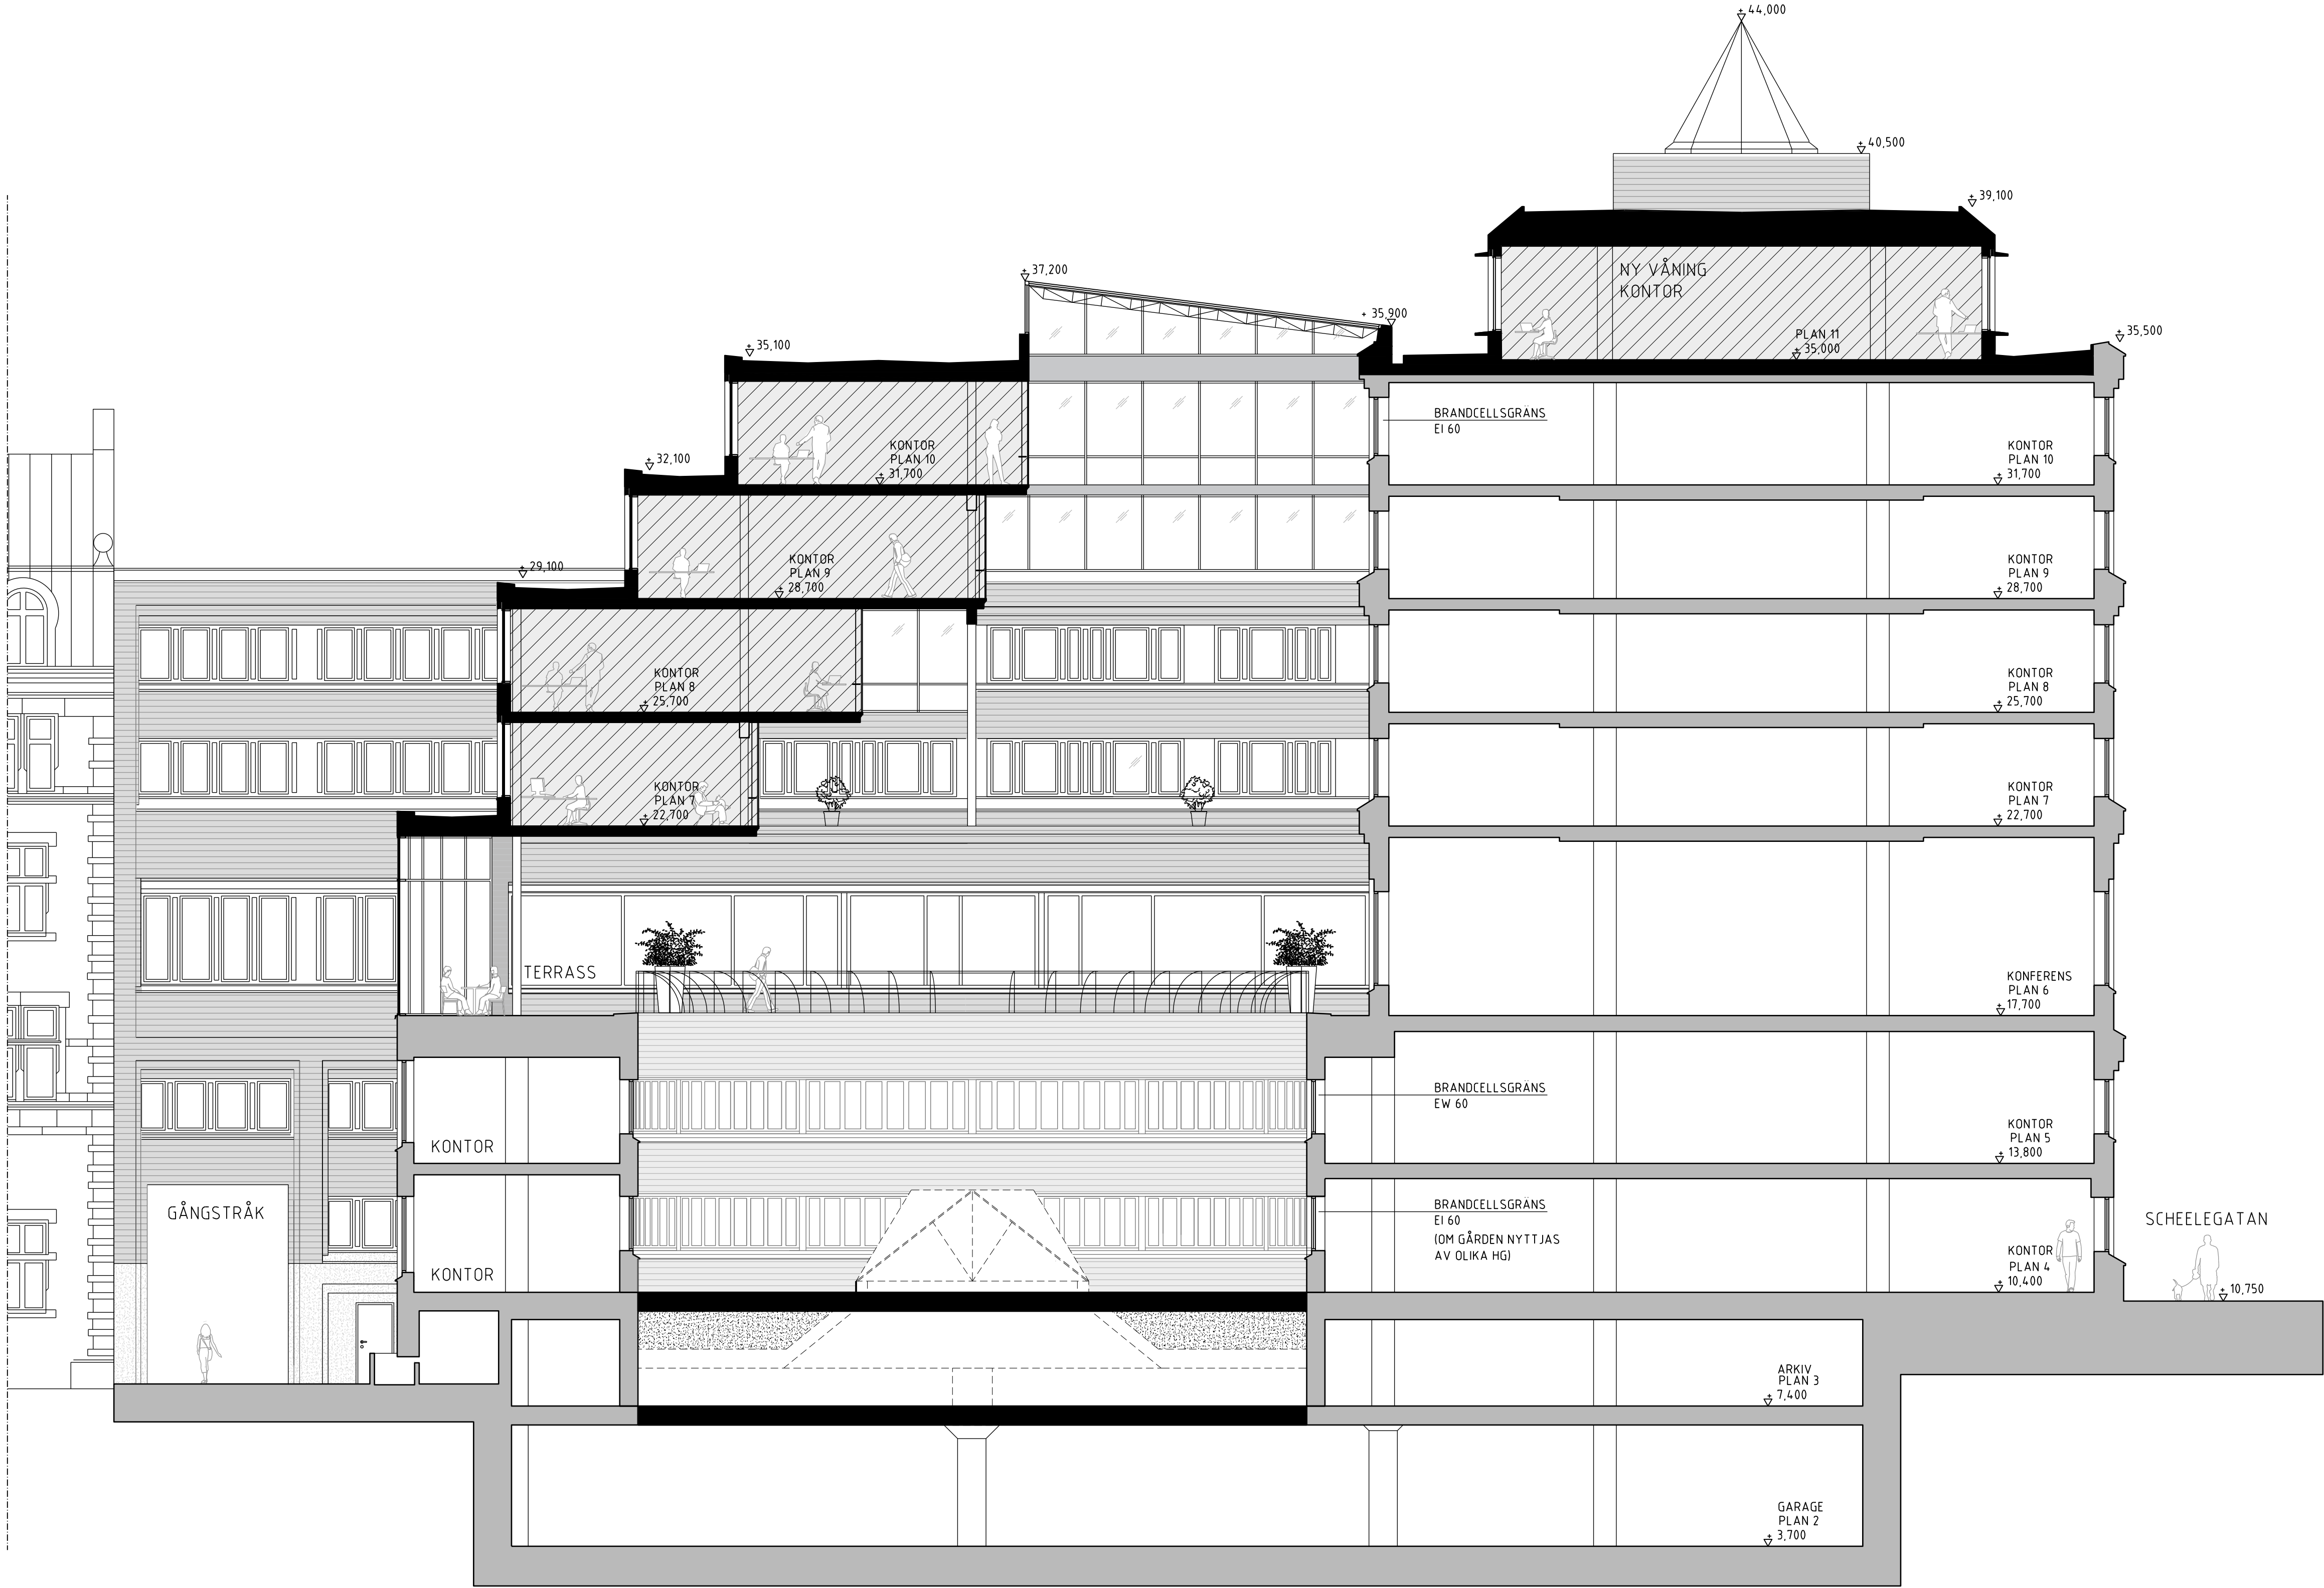 + 44,000
+ 40,500
+ 39,100
+ 37,200
+ 35,900
+ 35,500
+ 35,100
+ 32,100
+ 29,100
NY VÅNING
KONTOR
PLAN 11
+ 35,000
KONTOR
PLAN 10
+ 31,700
BRANDCELLSGRÄNS
EI 60
KONTOR
PLAN 10
+ 31,700
KONTOR
PLAN 9
+ 28,700
KONTOR
PLAN 9
+ 28,700
KONTOR
PLAN 8
+ 25,700
KONTOR
PLAN 8
+ 25,700
KONTOR
PLAN 7
+ 22,700
KONTOR
PLAN 7
+ 22,700
TERRASS
KONFERENS
PLAN 6
+ 17,700
KONTOR
BRANDCELLSGRÄNS
EW 60
KONTOR
PLAN 5
+ 13,800
GÅNGSTRÅK
KONTOR
BRANDCELLSGRÄNS
EI 60
(OM GÅRDEN NYTTJAS
AV OLIKA HG)
KONTOR
PLAN 4
+ 10,400
SCHEELEGATAN
+ 10,750
ARKIV
PLAN 3
+ 7,400
GARAGE
PLAN 2
+ 3,700